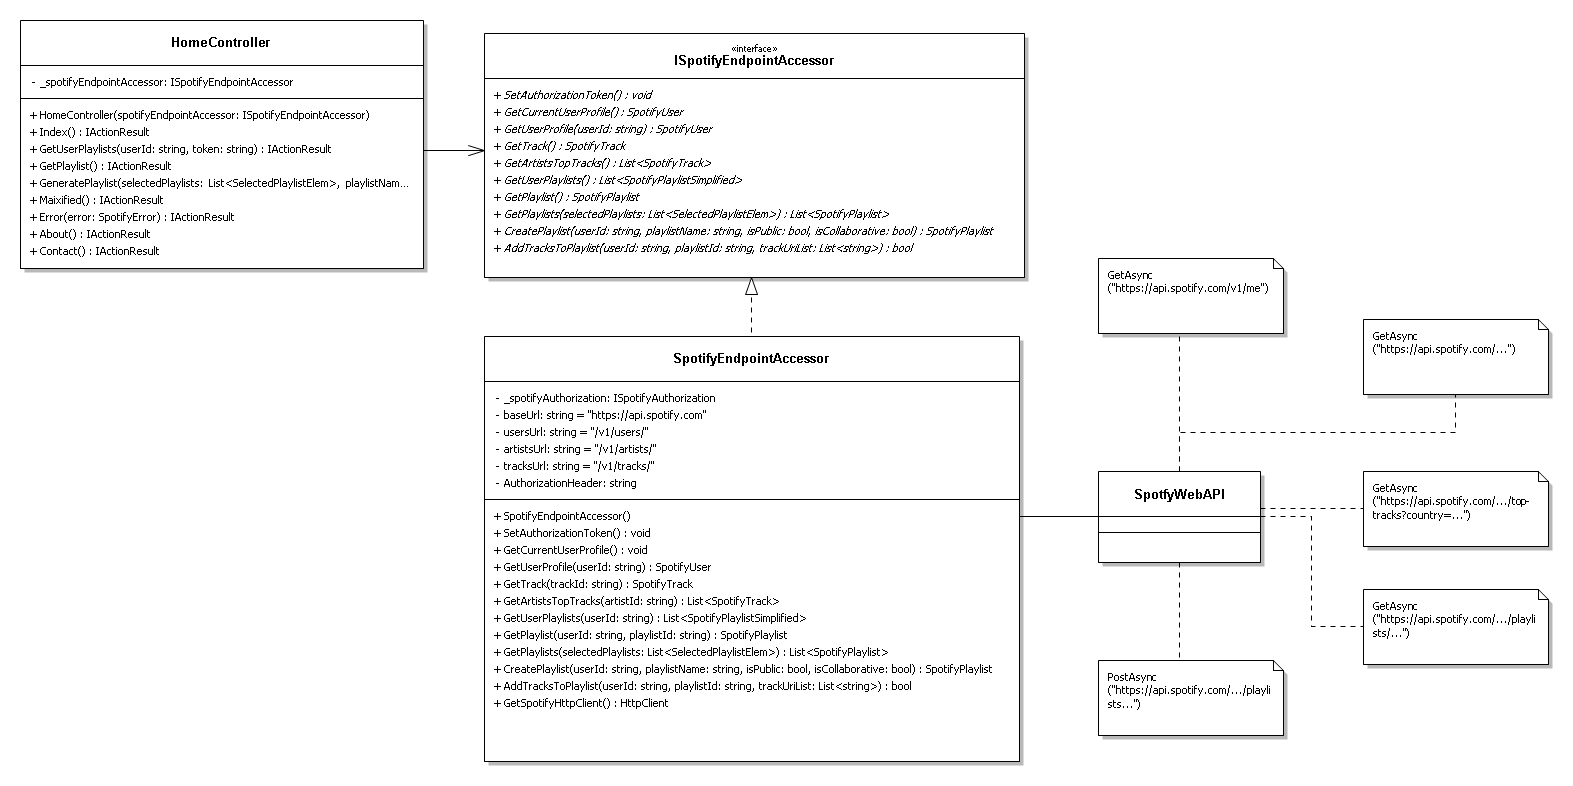 HomeController
- _spotifyEndpointAccessor: ISpotifyEndpointAccessor
+ HomeController(spotifyEndpointAccessor: ISpotifyEndpointAccessor)
+ Index() : IActionResult
+ GetUserPlaylists(userId: string, token: string) : IActionResult
+ GetPlaylist() : IActionResult
+ GeneratePlaylist(selectedPlaylists: List<SelectedPlaylistElem>, playlistNam...
+ Maixified() : IActionResult
+ Error(error: SpotifyError) : IActionResult
+ About() : IActionResult
+ Contact() : IActionResult
«interface»
ISpotifyEndpointAccessor
+ SetAuthorizationToken() : void
+ GetCurrentUserProfile() : SpotifyUser
+ GetUserProfile(userId: string) : SpotifyUser
+ GetTrack() : SpotifyTrack
+ GetArtistsTopTracks() : List<SpotifyTrack>
+ GetUserPlaylists() : List<SpotifyPlaylistSimplified>
+ GetPlaylist() : SpotifyPlaylist
+ GetPlaylists(selectedPlaylists: List<SelectedPlaylistElem>) : List<SpotifyPlaylist>
+ CreatePlaylist(userId: string, playlistName: string, isPublic: bool, isCollaborative: bool) : SpotifyPlaylist
+ AddTracksToPlaylist(userId: string, playlistId: string, trackUriList: List<string>) : bool
SpotifyEndpointAccessor
- _spotifyAuthorization: ISpotifyAuthorization
- baseUrl: string = "https://api.spotify.com"
- usersUrl: string = "/v1/users/"
- artistsUrl: string = "/v1/artists/"
- tracksUrl: string = "/v1/tracks/"
- AuthorizationHeader: string
+ SpotifyEndpointAccessor()
+ SetAuthorizationToken() : void
+ GetCurrentUserProfile() : void
+ GetUserProfile(userId: string) : SpotifyUser
+ GetTrack(trackId: string) : SpotifyTrack
+ GetArtistsTopTracks(artistId: string) : List<SpotifyTrack>
+ GetUserPlaylists(userId: string) : List<SpotifyPlaylistSimplified>
+ GetPlaylist(userId: string, playlistId: string) : SpotifyPlaylist
+ GetPlaylists(selectedPlaylists: List<SelectedPlaylistElem>) : List<SpotifyPlaylist>
+ CreatePlaylist(userId: string, playlistName: string, isPublic: bool, isCollaborative: bool) : SpotifyPlaylist
+ AddTracksToPlaylist(userId: string, playlistId: string, trackUriList: List<string>) : bool
+ GetSpotifyHttpClient() : HttpClient
GetAsync
("https://api.spotify.com/v1/me")
GetAsync
("https://api.spotify.com/...")
SpotfyWebAPI
GetAsync
("https://api.spotify.com/.../top-
tracks?country=...")
GetAsync
("https://api.spotify.com/.../playli
sts/...")
PostAsync
("https://api.spotify.com/.../playli
sts...")